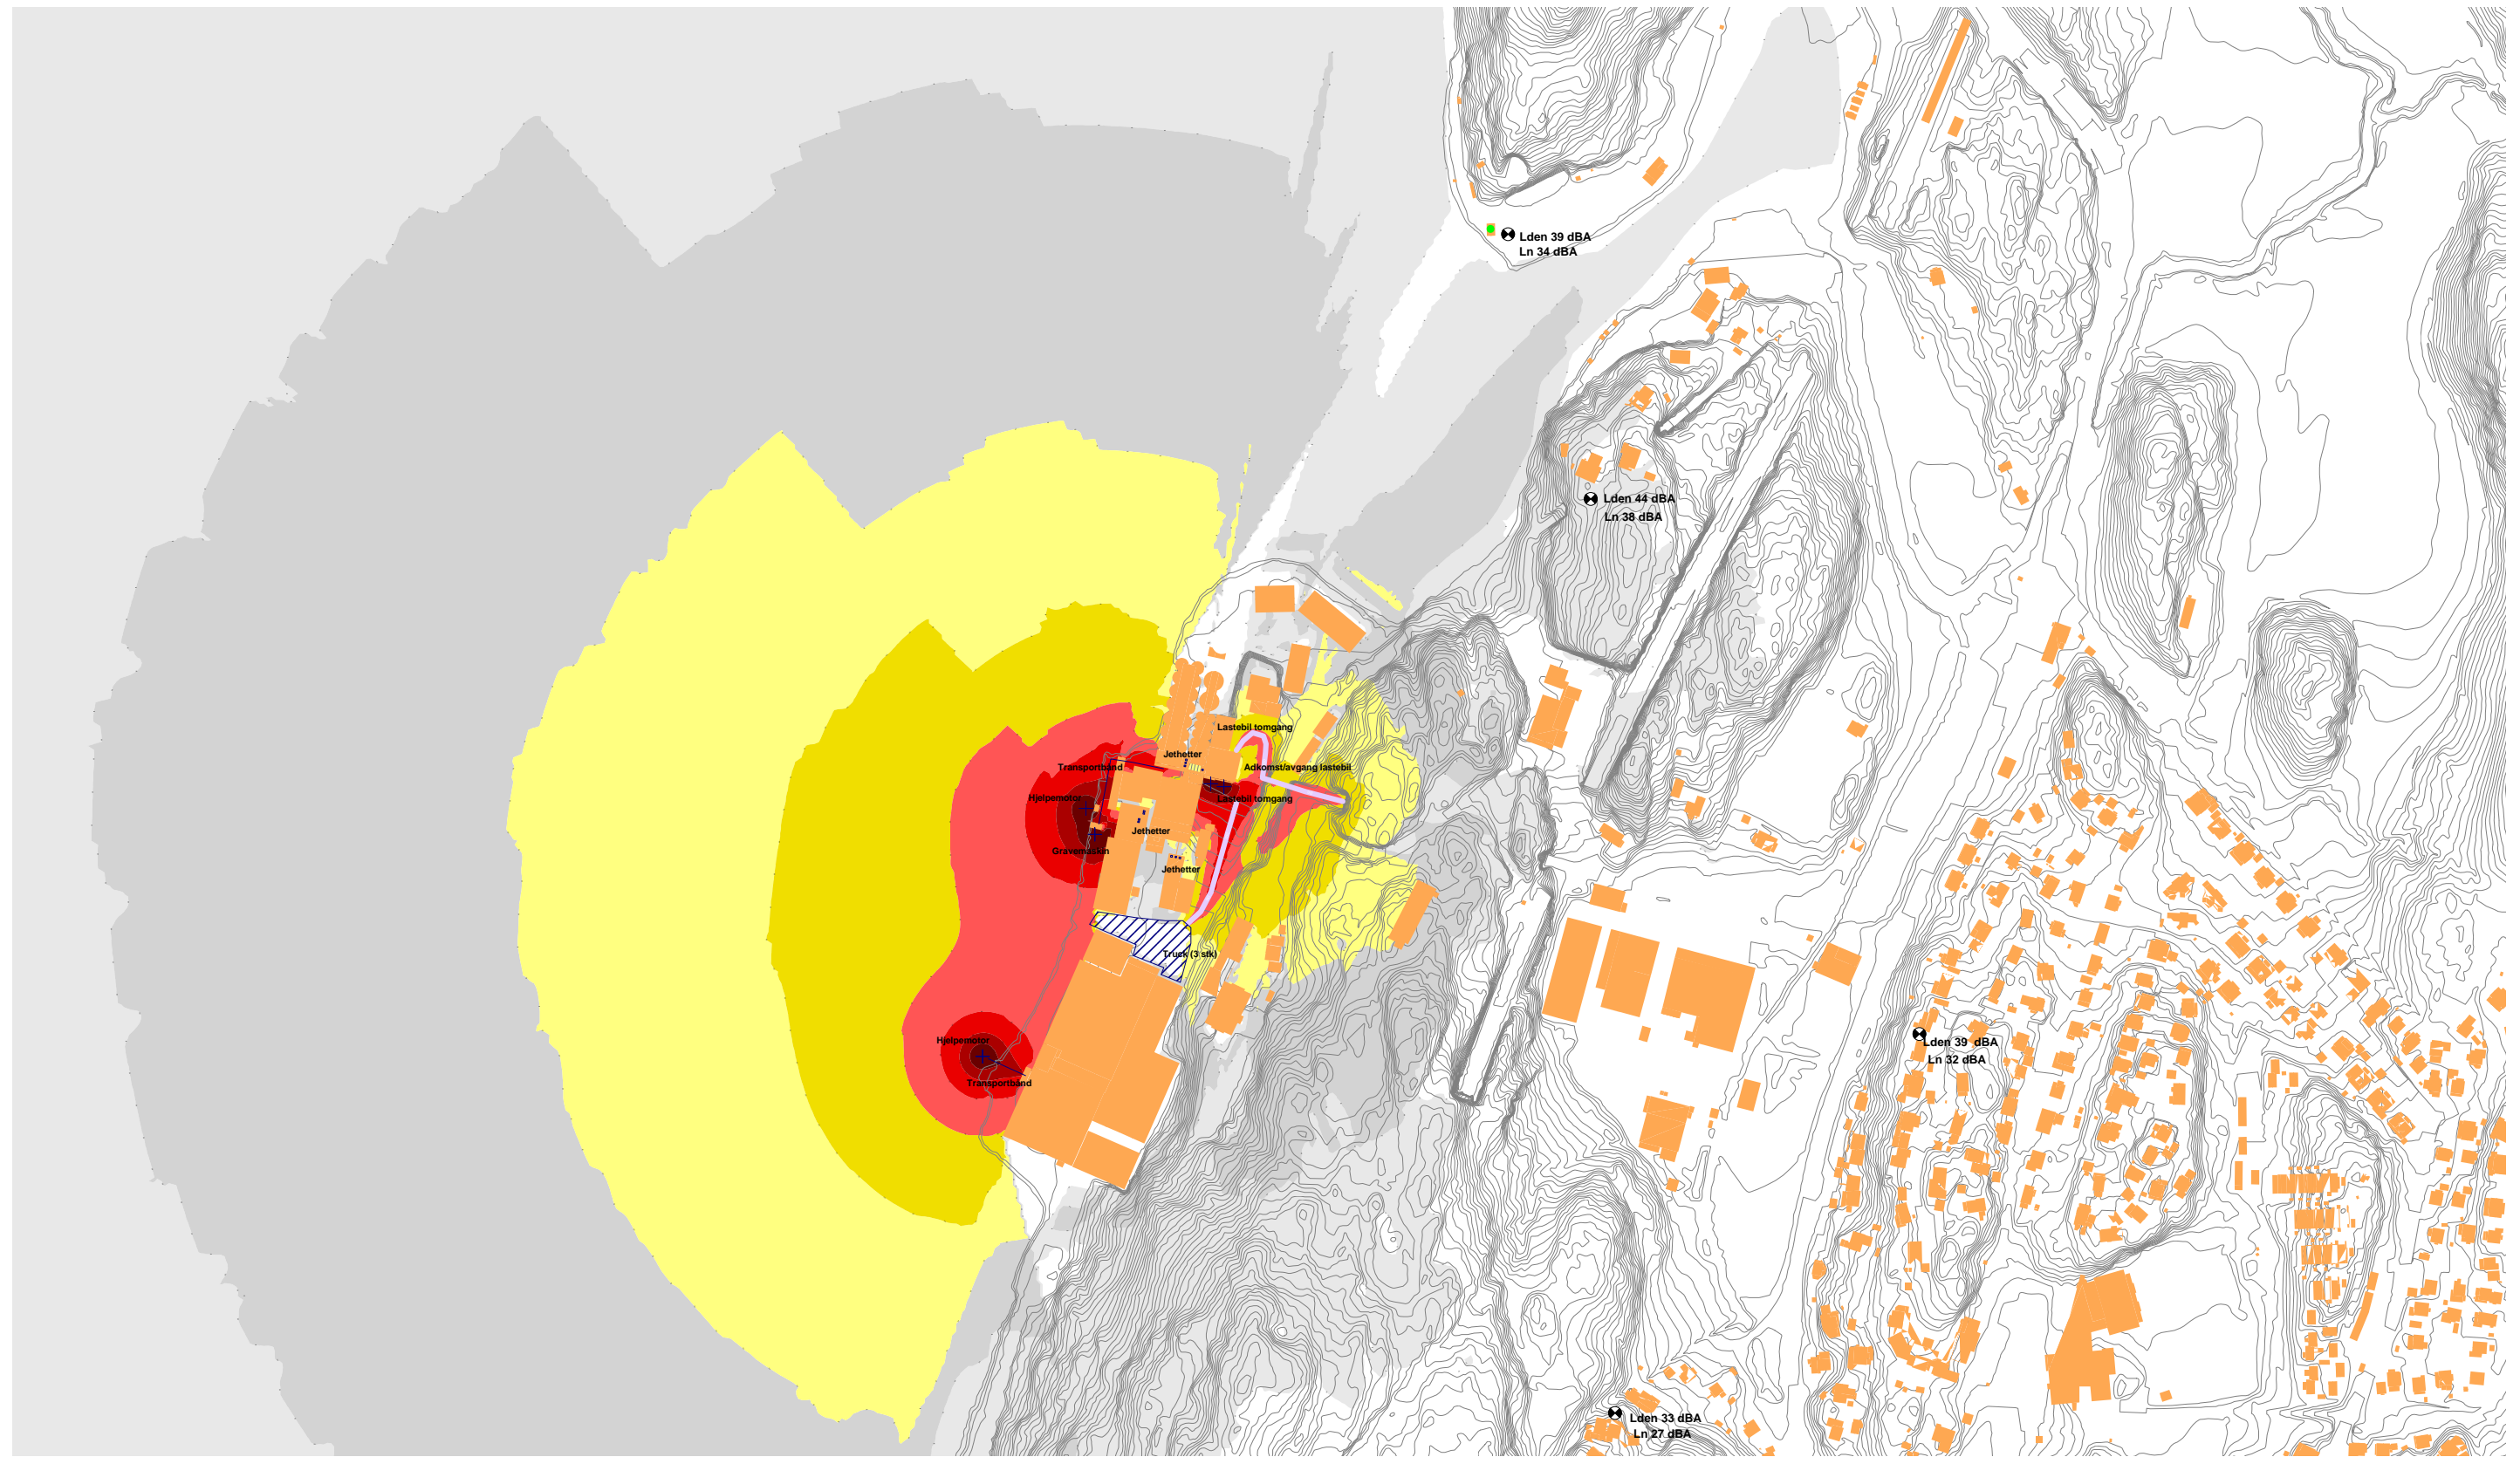 Lden 39 dBA
Ln 34 dBA
Lden 44 dBA
Ln 38 dBA
Lastebil tomgang
Jethetter
Transportbånd
Adkomst/avgang lastebil
Hjelpemotor
Lastebil tomgang
Jethetter
Gravemaskin
Jethetter
Truck (3 stk)
Hjelpemotor
Transportbånd
Lden 39 dBA
Ln 32 dBA
Lden 33 dBA
Ln 27 dBA